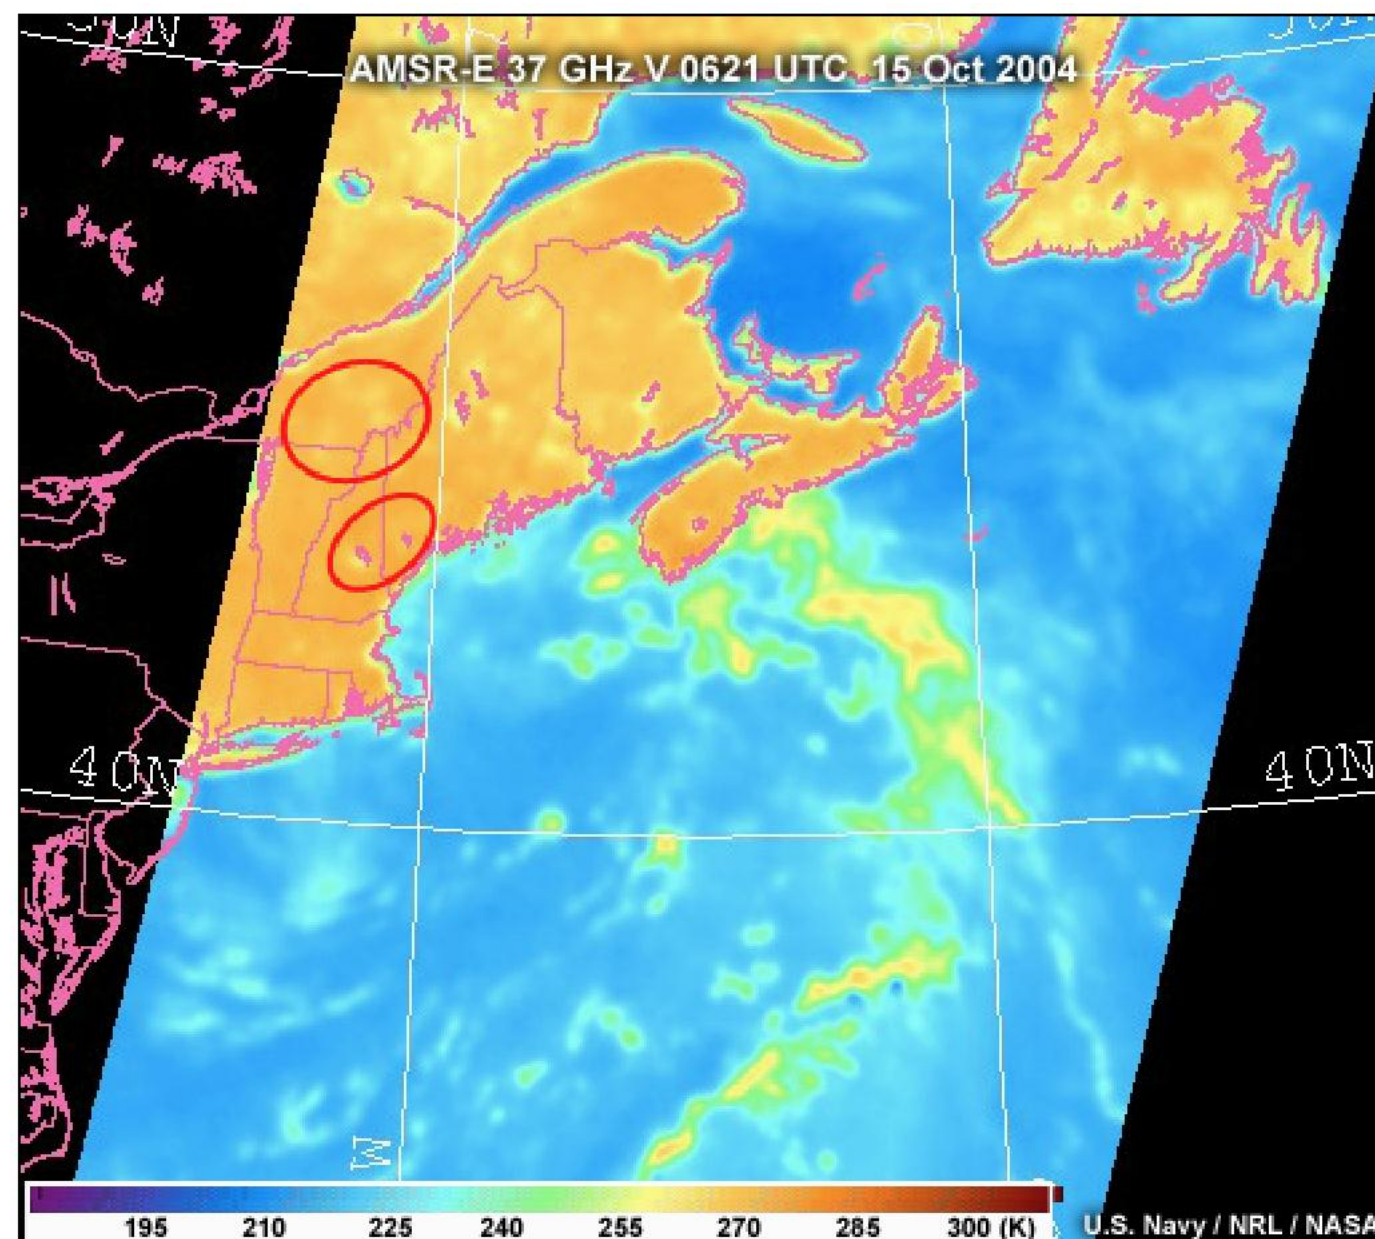 AMSR-E 37 GHz V 0621 UTC 15 Oct 2004
40N
40N
W
195 210 225 240 255 270 285 300 (K)
U.S. Navy / NRL / NASA